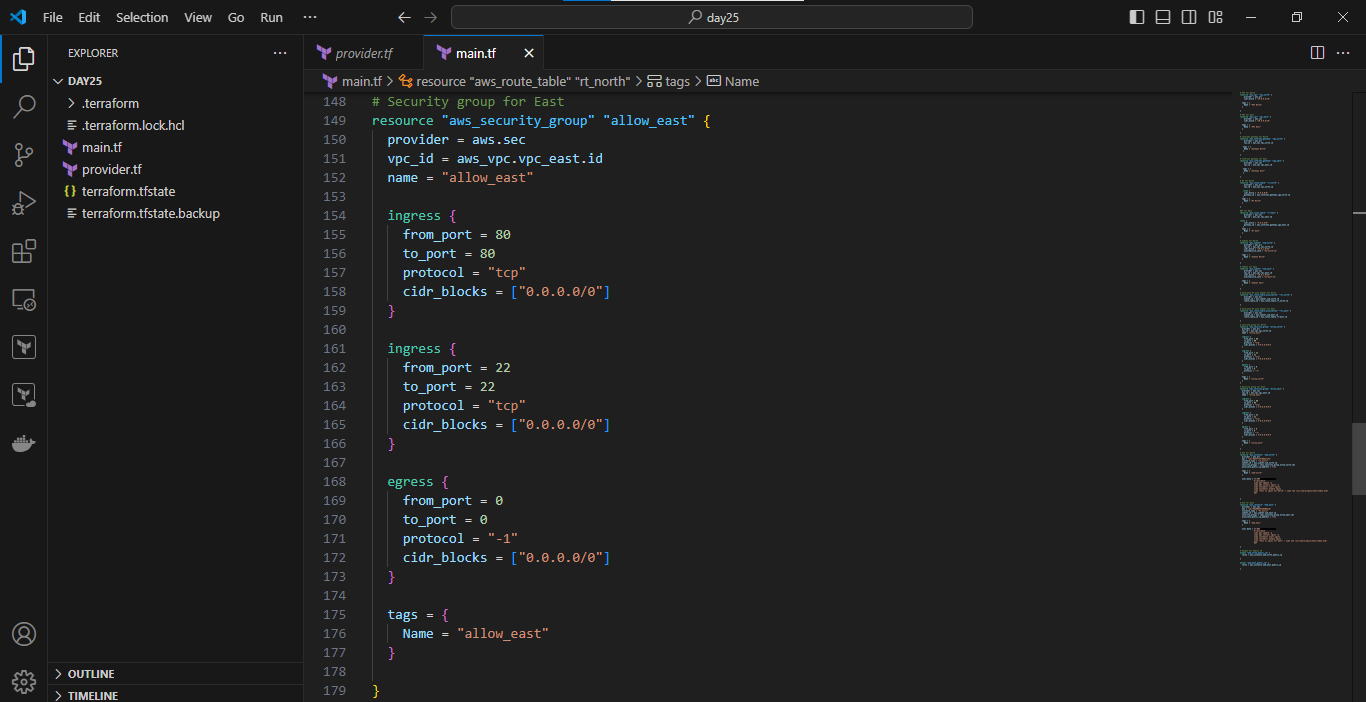 File Edit Selection View Go Run ··· day25
EXPLORER ···
DAY25
.terraform
.terraform.lock.hcl
main.tf
provider.tf
terraform.tfstate
terraform.tfstate.backup
OUTLINE
TIMELINE
provider.tf main.tf
main.tf > resource "aws_route_table" "rt_north" > tags > Name
148 # Security group for East
149 resource "aws_security_group" "allow_east" {
150 provider = aws.sec
151 vpc_id = aws_vpc.vpc_east.id
152 name = "allow_east"
153
154 ingress {
155 from_port = 80
156 to_port = 80
157 protocol = "tcp"
158 cidr_blocks = ["0.0.0.0/0"]
159 }
160
161 ingress {
162 from_port = 22
163 to_port = 22
164 protocol = "tcp"
165 cidr_blocks = ["0.0.0.0/0"]
166 }
167
168 egress {
169 from_port = 0
170 to_port = 0
171 protocol = "-1"
172 cidr_blocks = ["0.0.0.0/0"]
173 }
174
175 tags = {
176 Name = "allow_east"
177 }
178
179 }